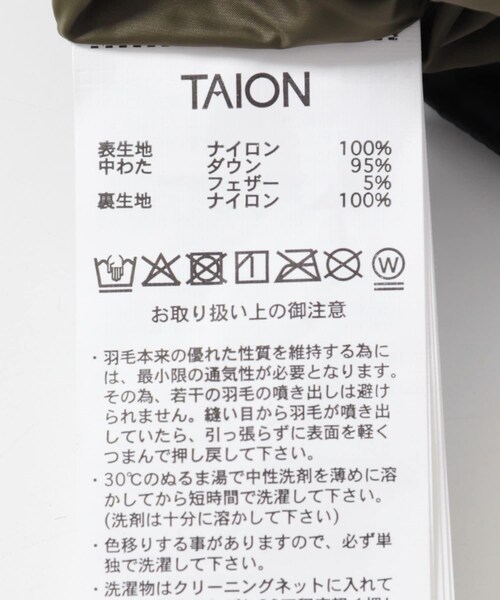 TAION
表生地 ナイロン 100%
中わた ダウン 95%
フェザー 5%
裏生地 ナイロン 100%
W
お取り扱い上の御注意
・羽毛本来の優れた性質を維持する為に
は、最小限の通気性が必要となります。
その為、若干の羽毛の噴き出しは避け
られません。縫い目から羽毛が噴き出
していたら、引っ張らずに表面を軽く
つまんで押し戻して下さい。
・30℃のぬるま湯で中性洗剤を薄めに溶
かしてから短時間で洗濯して下さい。
(洗剤は十分に溶かして下さい)
・色移りする事がありますので、必ず単
独で洗濯して下さい。
・洗濯物はクリーニングネットに入れて